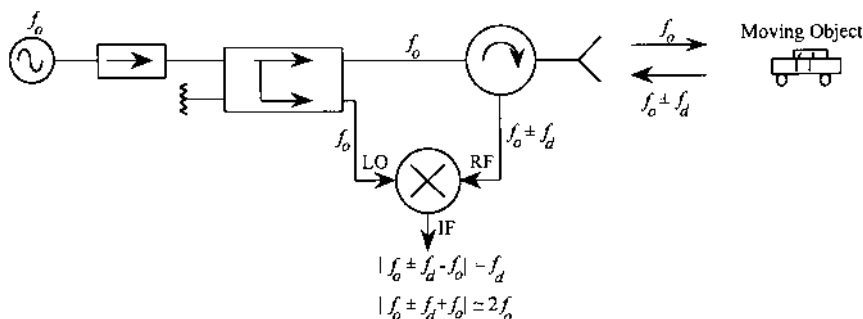 f_o
f_o
f_o
Moving Object
f_o ± f_d
f_o ± f_d
f_o
LO
RF
IF
| f_o ± f_d - f_o | = f_d
| f_o ± f_d + f_o | ≃ 2f_o